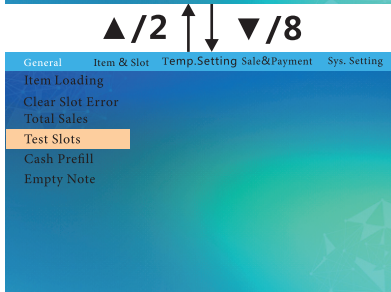 ▲/2 ▼/8
General Item & Slot Temp.Setting Sale&Payment Sys. Setting
Item Loading
Clear Slot Error
Total Sales
Test Slots
Cash Prefill
Empty Note